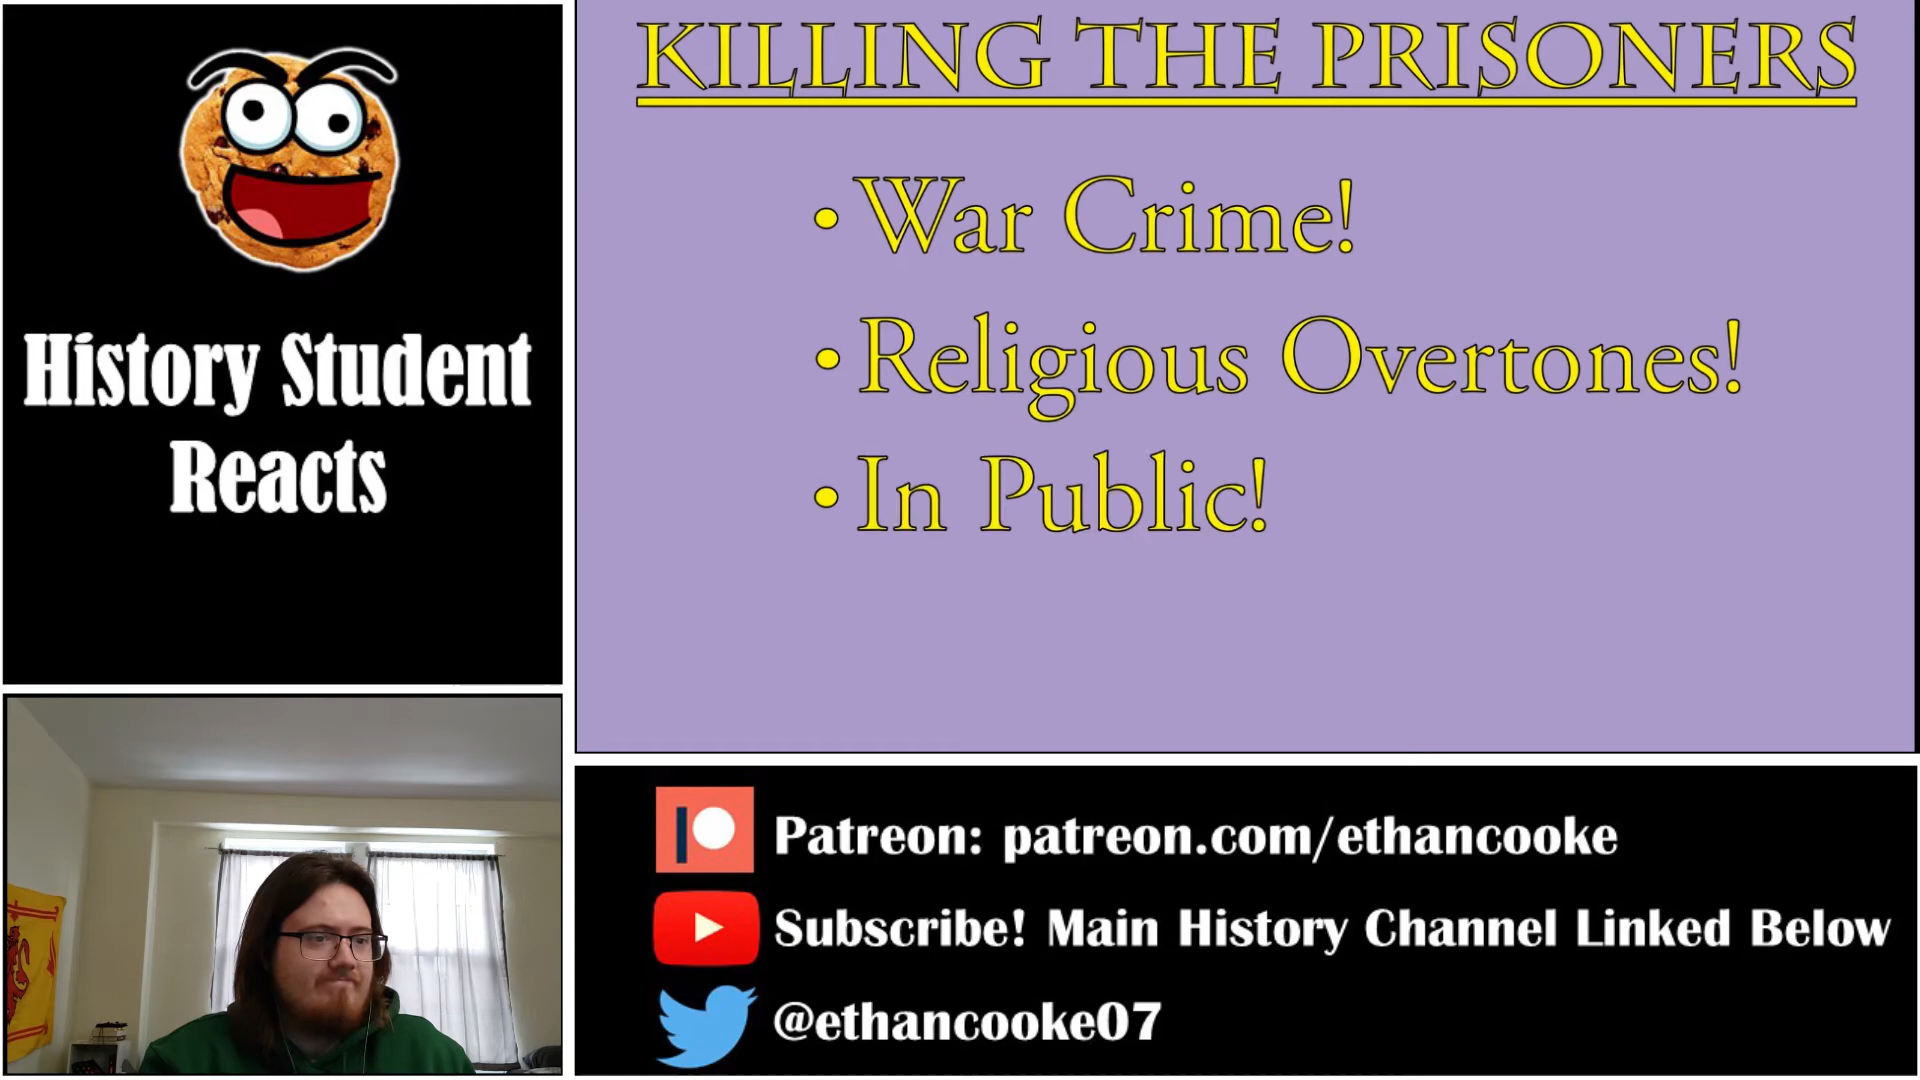 History Student
Reacts
KILLING THE PRISONERS
• War Crime!
• Religious Overtones!
• In Public!
Patreon: patreon.com/ethancooke
Subscribe! Main History Channel Linked Below
@ethancooke07